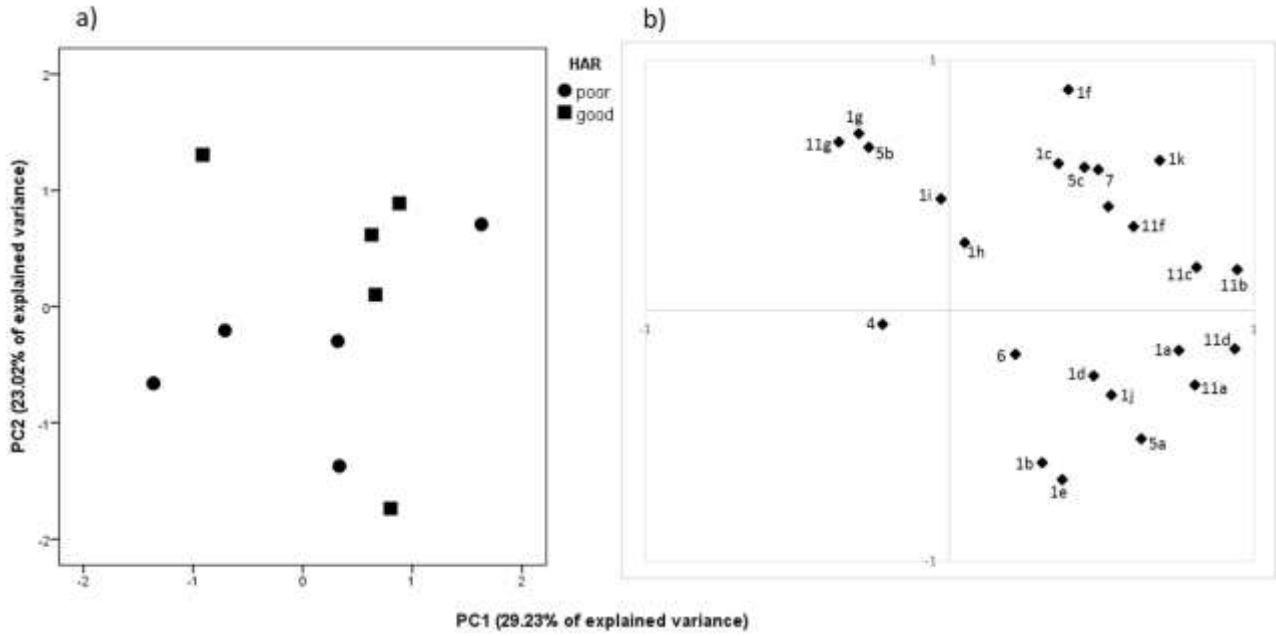 a)
b)
HAR
poor
good
2
1
0
-1
-2
-2
-1
0
1
2
PC2 (23.02% of explained variance)
PC1 (29.23% of explained variance)
1
-1
1
-1
1f
1g
11g
5b
1c
1k
5c
7
1i
11f
1h
11c
11b
4
6
1a
11d
1d
11a
1j
5a
1b
1e